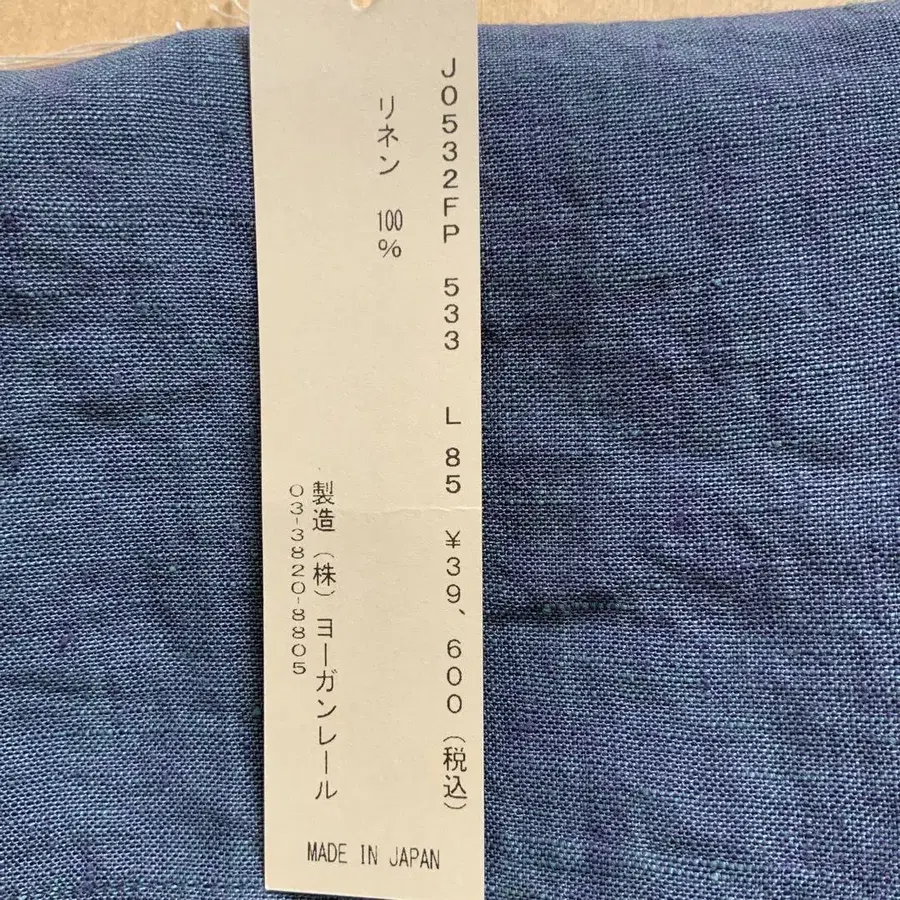 J0532FP 533 L 85 ¥39、600（税込）
リネン 100%
製造（株）ヨーガンレール
03-3820-8805
MADE IN JAPAN